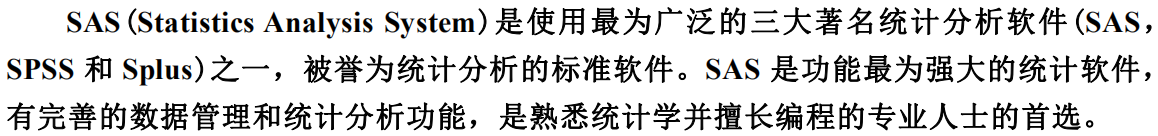 SAS(Statistics Analysis System)是使用最为广泛的三大著名统计分析软件(SAS，
SPSS 和 Splus)之一，被誉为统计分析的标准软件。SAS 是功能最为强大的统计软件，
有完善的数据管理和统计分析功能，是熟悉统计学并擅长编程的专业人士的首选。